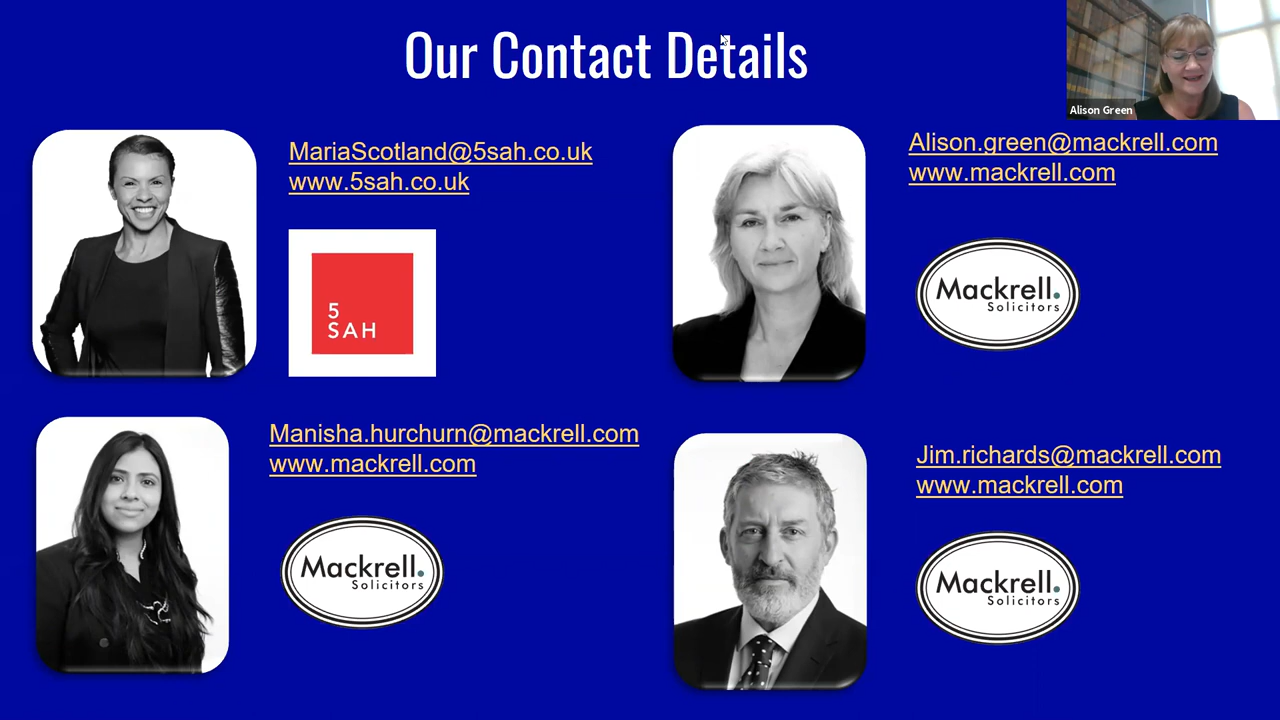 Our Contact Details
Alison Green
MariaScotland@5sah.co.uk
www.5sah.co.uk
5
SAH
Alison.green@mackrell.com
www.mackrell.com
Mackrell.
Solicitors
Manisha.hurchurn@mackrell.com
www.mackrell.com
Mackrell.
Solicitors
Jim.richards@mackrell.com
www.mackrell.com
Mackrell.
Solicitors